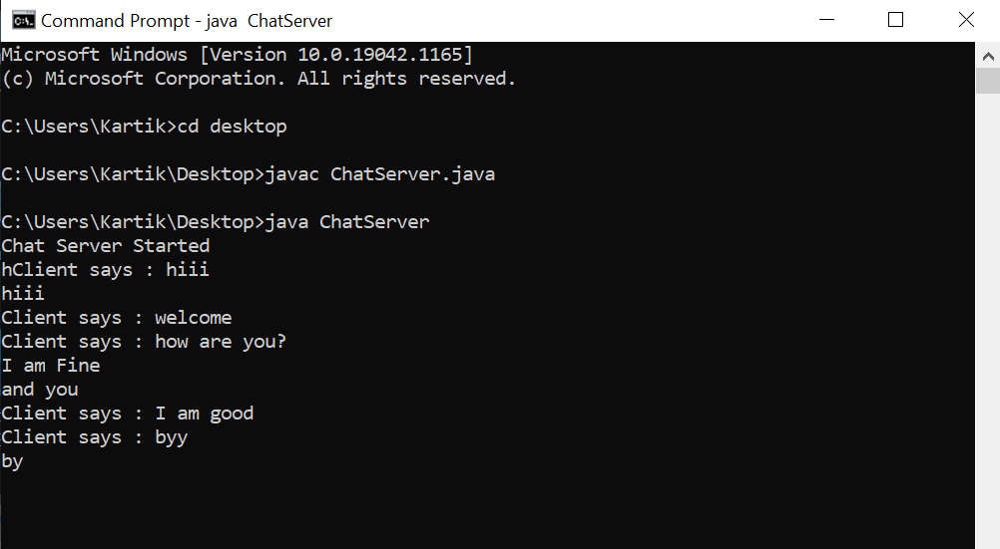 Command Prompt - java  ChatServer
Microsoft Windows [Version 10.0.19042.1165]
(c) Microsoft Corporation. All rights reserved.
C:\Users\Kartik>cd desktop
C:\Users\Kartik\Desktop>javac ChatServer.java
C:\Users\Kartik\Desktop>java ChatServer
Chat Server Started
hClient says : hiii
hiii
Client says : welcome
Client says : how are you?
I am Fine
and you
Client says : I am good
Client says : byy
by